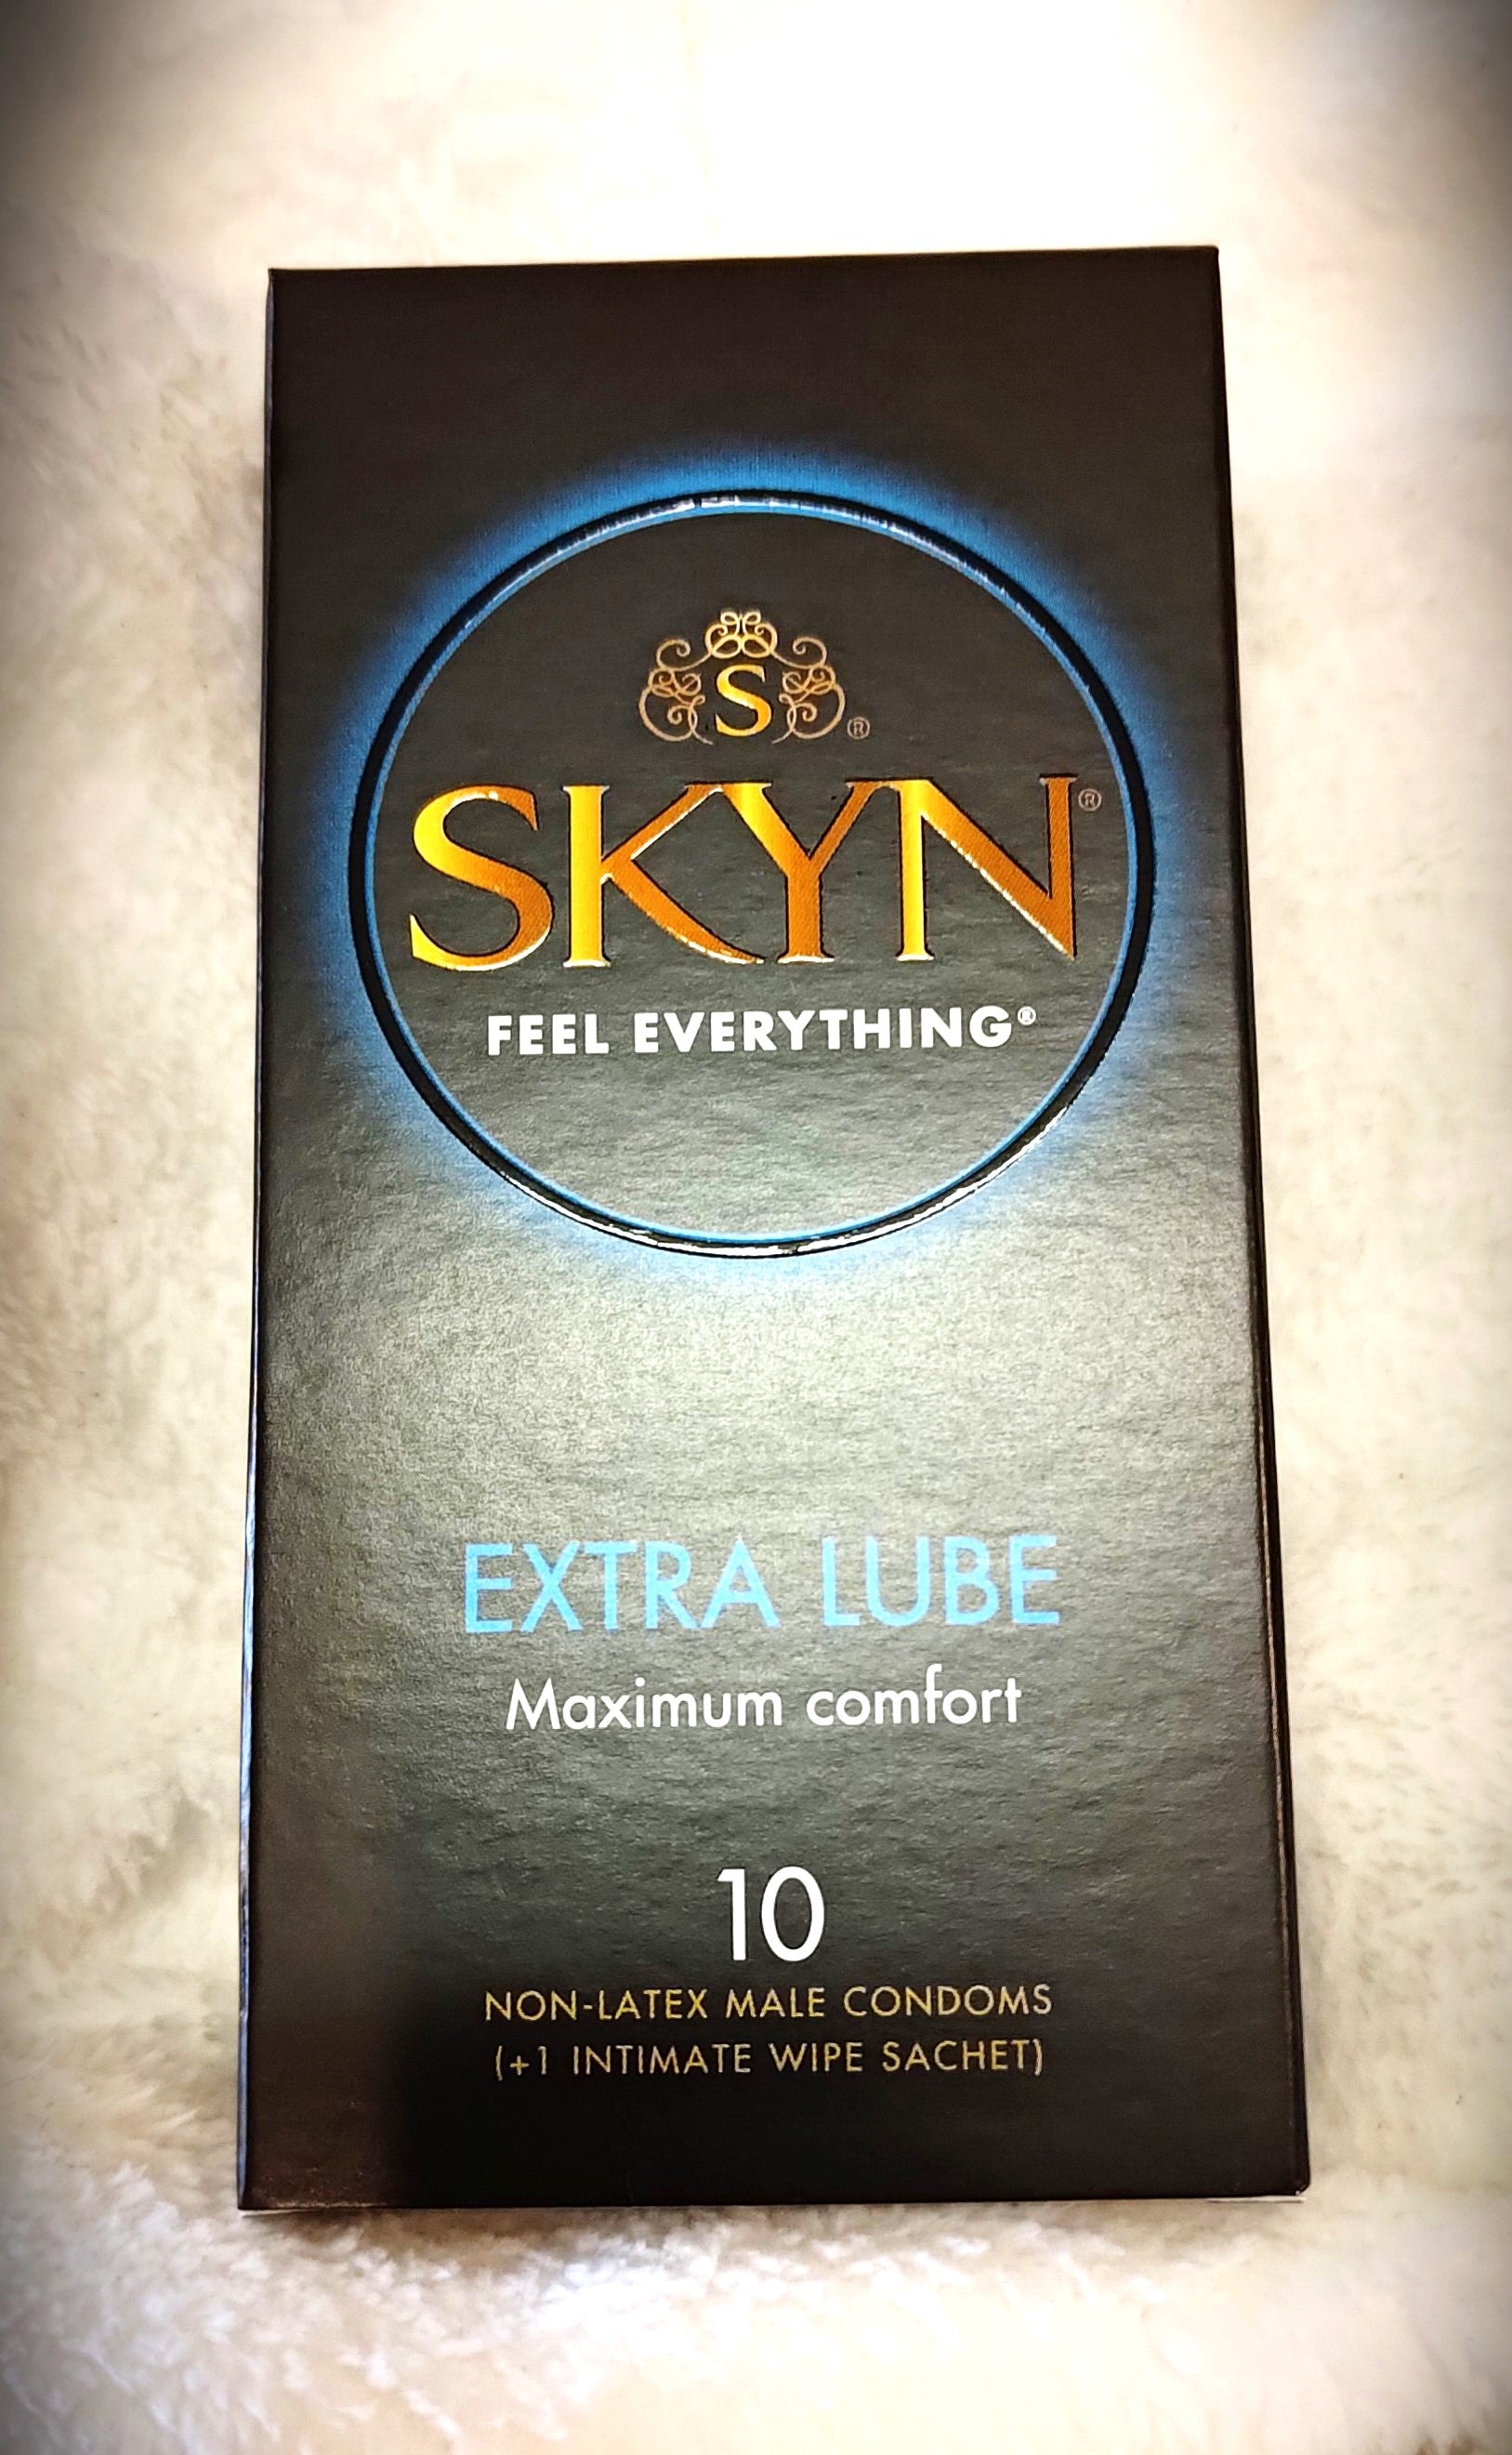 S®
SKYN®
FEEL EVERYTHING®
EXTRA LUBE
Maximum comfort
10
NON-LATEX MALE CONDOMS
(+1 INTIMATE WIPE SACHET)